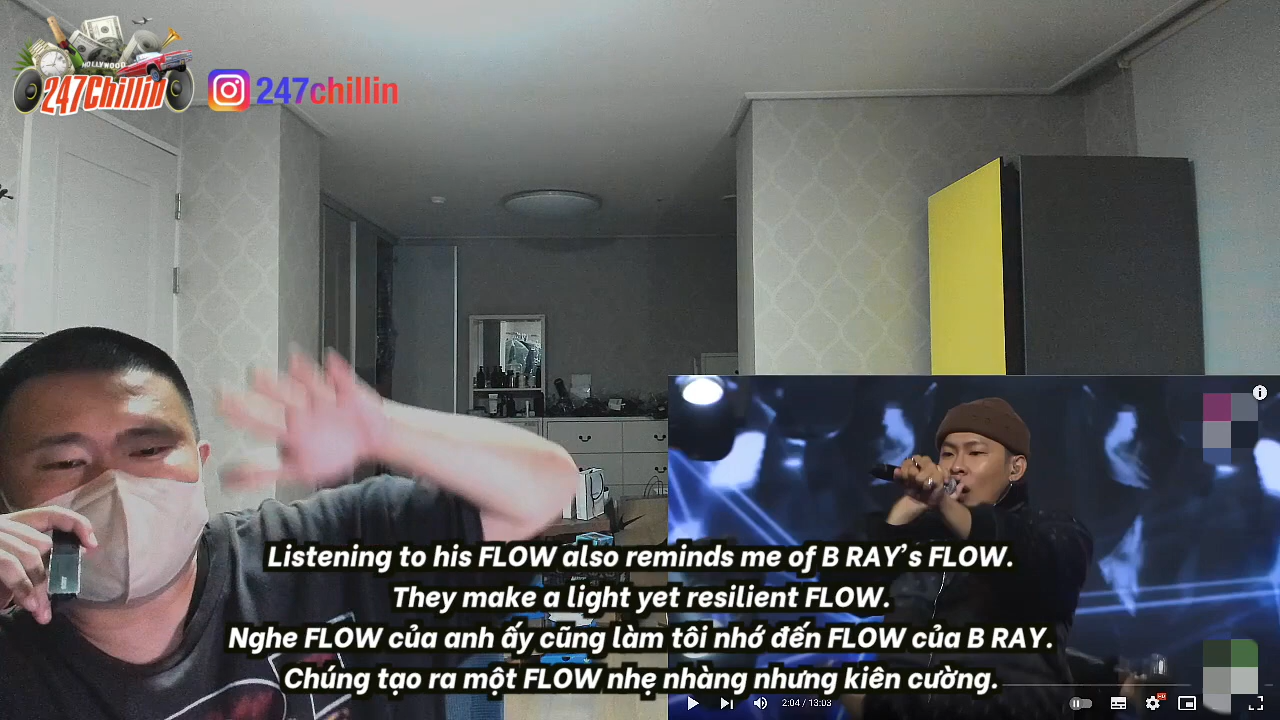 HOLLYWOOD
247Chillin
247chillin
Listening to his FLOW also reminds me of B RAY's FLOW.
They make a light yet resilient FLOW.
Nghe FLOW của anh ấy cũng làm tôi nhớ đến FLOW của B RAY.
Chúng tạo ra một FLOW nhẹ nhàng nhưng kiên cường.
2:04 / 13:03
HD